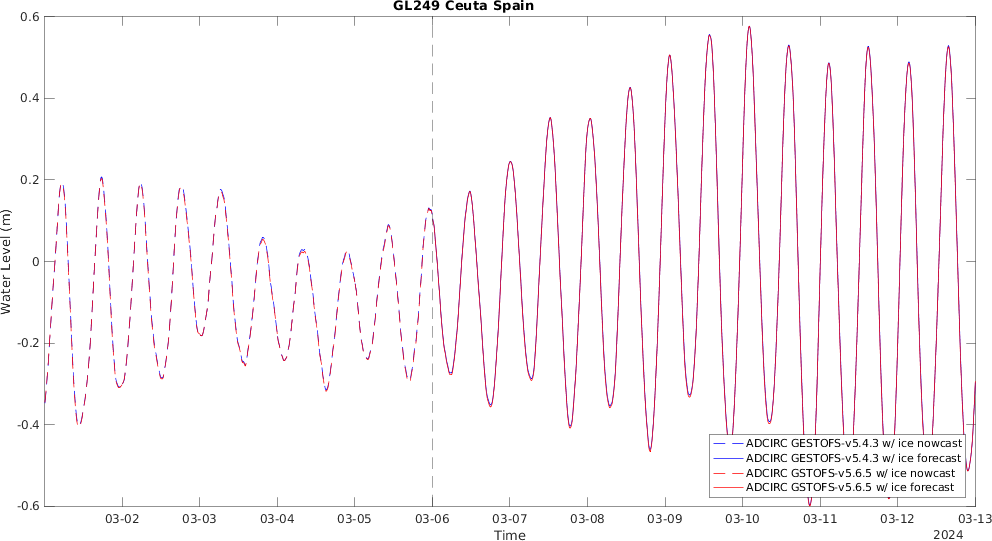 GL249 Ceuta Spain
Water Level (m)
0.6
0.4
0.2
0
-0.2
-0.4
-0.6
ADCIRC GESTOFS-v5.4.3 w/ ice nowcast
ADCIRC GESTOFS-v5.4.3 w/ ice forecast
ADCIRC GSTOFS-v5.6.5 w/ ice nowcast
ADCIRC GSTOFS-v5.6.5 w/ ice forecast
03-02 03-03 03-04 03-05 03-06 03-07 03-08 03-09 03-10 03-11 03-12 03-13
Time
2024